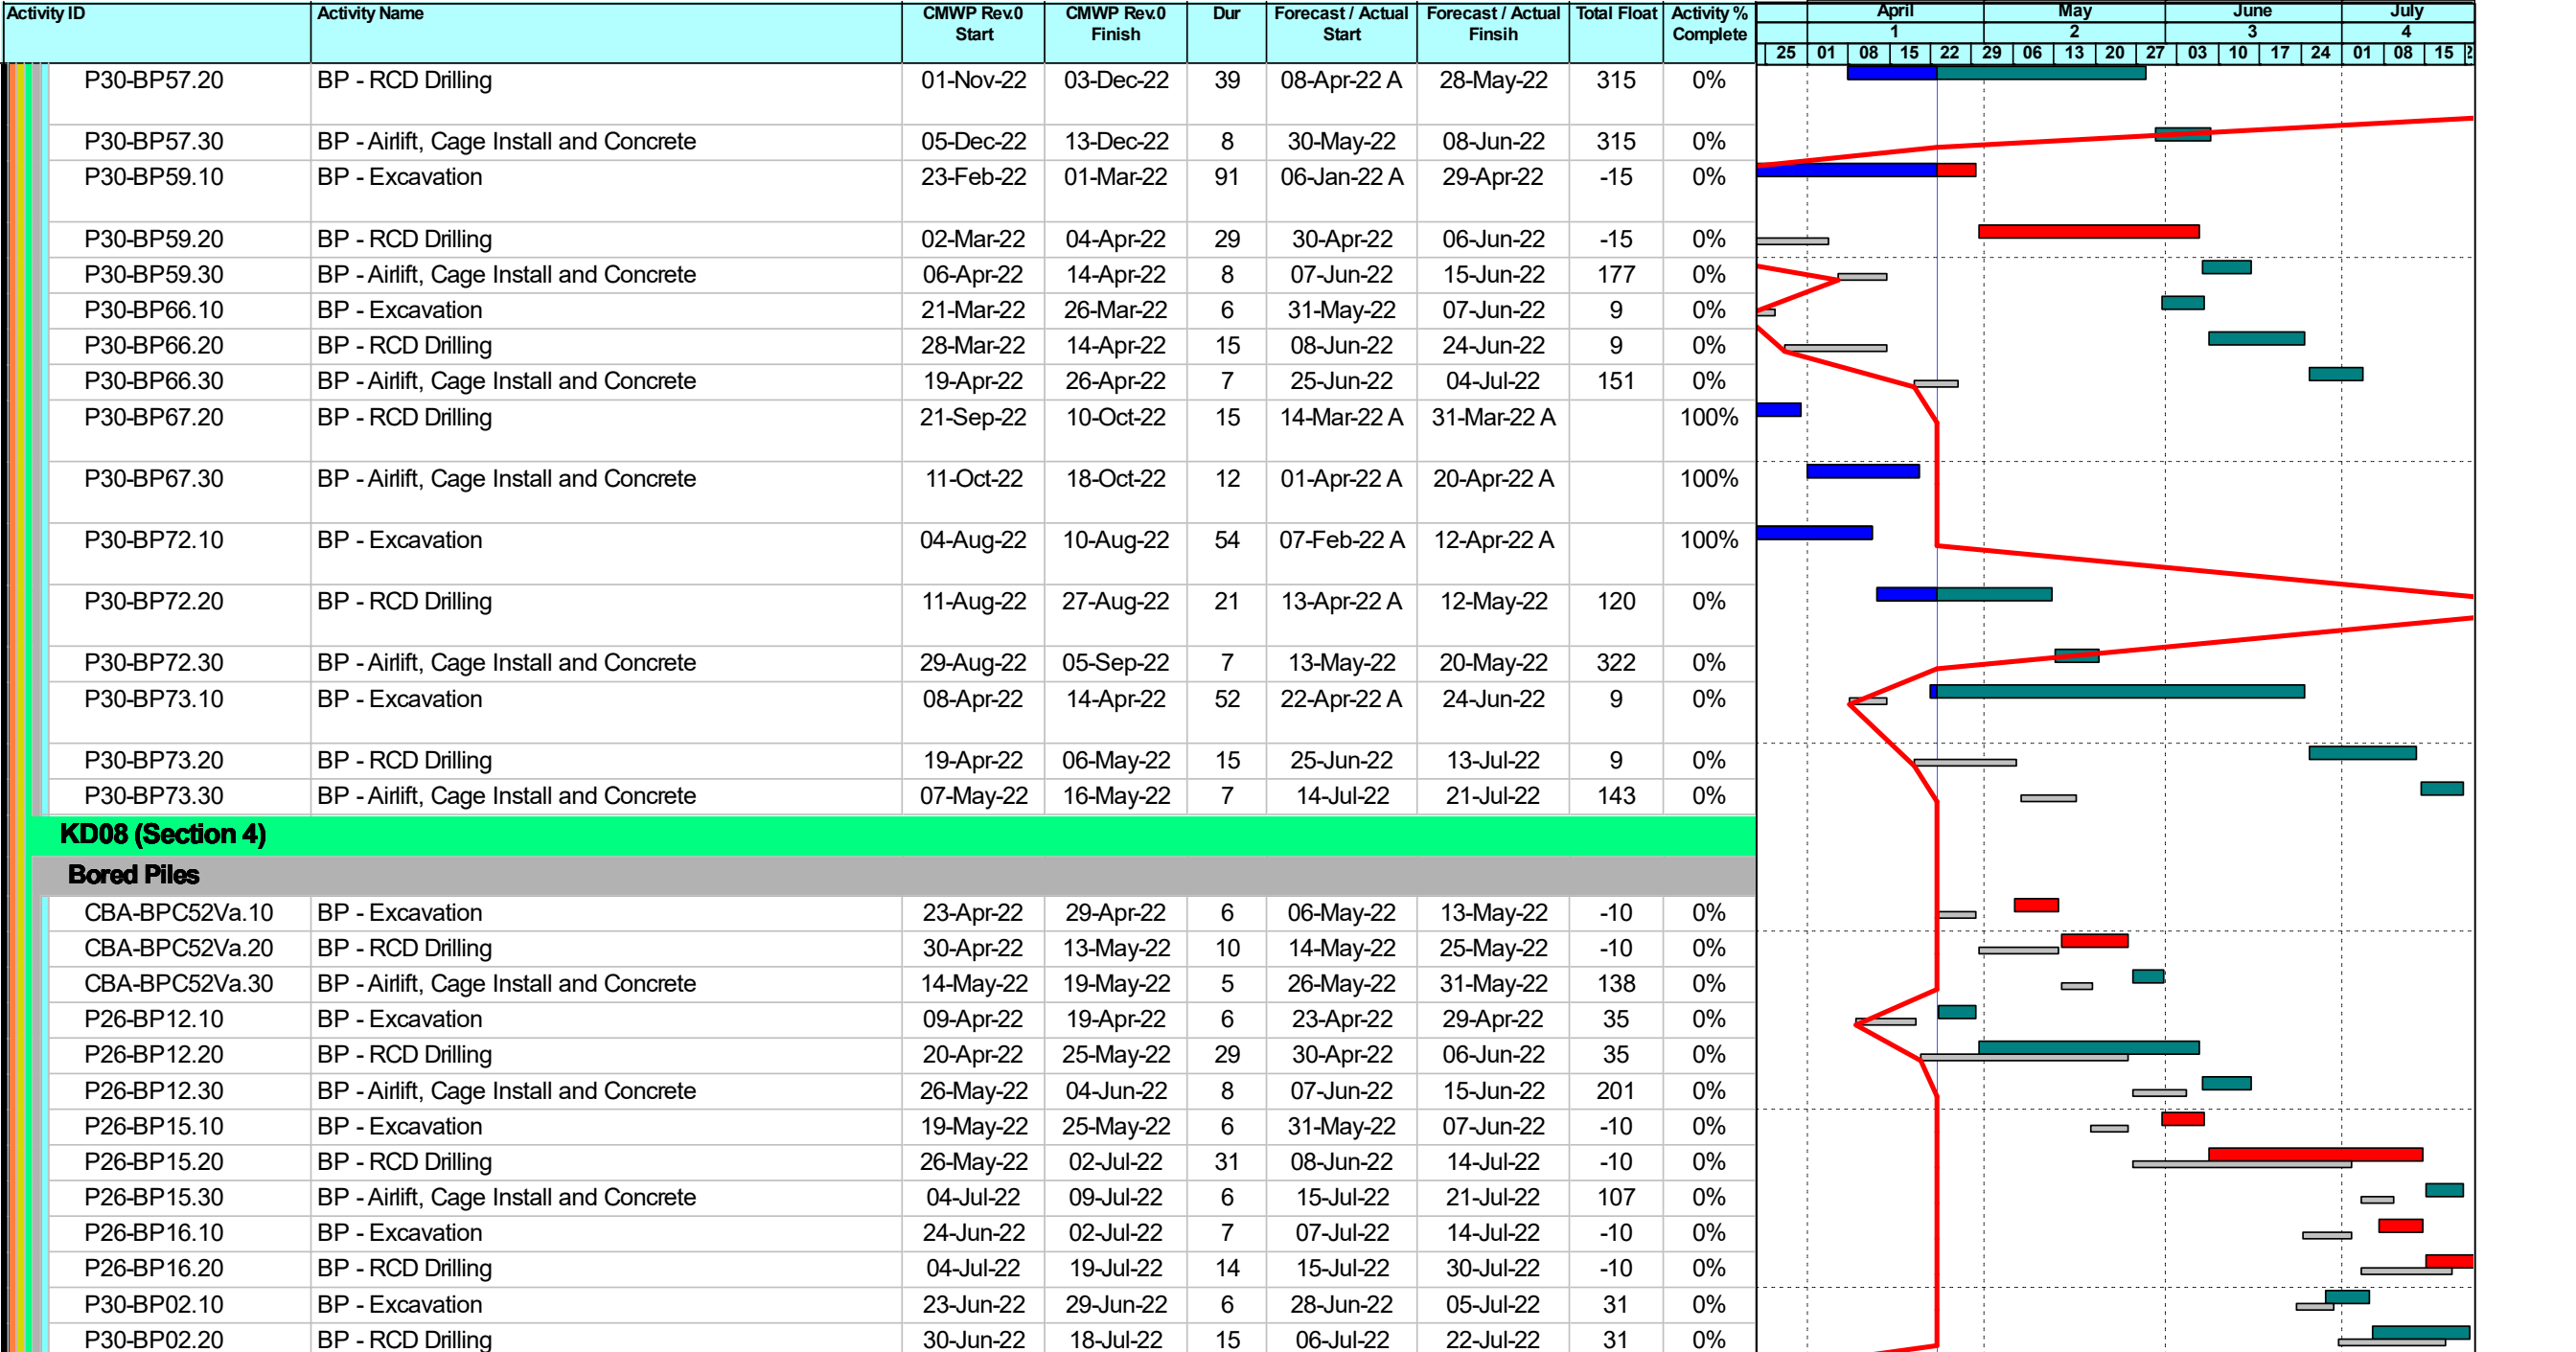 Activity ID Activity Name CMWP Rev.0 Start CMWP Rev.0 Finish Dur Forecast / Actual Start Forecast / Actual Finsih Total Float Activity % Complete April May June July
1 2 3 4
25 01 08 15 22 29 06 13 20 27 03 10 17 24 01 08 15
P30-BP57.20 BP - RCD Drilling 01-Nov-22 03-Dec-22 39 08-Apr-22 A 28-May-22 315 0%
P30-BP57.30 BP - Airlift, Cage Install and Concrete 05-Dec-22 13-Dec-22 8 30-May-22 08-Jun-22 315 0%
P30-BP59.10 BP - Excavation 23-Feb-22 01-Mar-22 91 06-Jan-22 A 29-Apr-22 -15 0%
P30-BP59.20 BP - RCD Drilling 02-Mar-22 04-Apr-22 29 30-Apr-22 06-Jun-22 -15 0%
P30-BP59.30 BP - Airlift, Cage Install and Concrete 06-Apr-22 14-Apr-22 8 07-Jun-22 15-Jun-22 177 0%
P30-BP66.10 BP - Excavation 21-Mar-22 26-Mar-22 6 31-May-22 07-Jun-22 9 0%
P30-BP66.20 BP - RCD Drilling 28-Mar-22 14-Apr-22 15 08-Jun-22 24-Jun-22 9 0%
P30-BP66.30 BP - Airlift, Cage Install and Concrete 19-Apr-22 26-Apr-22 7 25-Jun-22 04-Jul-22 151 0%
P30-BP67.20 BP - RCD Drilling 21-Sep-22 10-Oct-22 15 14-Mar-22 A 31-Mar-22 A 100%
P30-BP67.30 BP - Airlift, Cage Install and Concrete 11-Oct-22 18-Oct-22 12 01-Apr-22 A 20-Apr-22 A 100%
P30-BP72.10 BP - Excavation 04-Aug-22 10-Aug-22 54 07-Feb-22 A 12-Apr-22 A 100%
P30-BP72.20 BP - RCD Drilling 11-Aug-22 27-Aug-22 21 13-Apr-22 A 12-May-22 120 0%
P30-BP72.30 BP - Airlift, Cage Install and Concrete 29-Aug-22 05-Sep-22 7 13-May-22 20-May-22 322 0%
P30-BP73.10 BP - Excavation 08-Apr-22 14-Apr-22 52 22-Apr-22 A 24-Jun-22 9 0%
P30-BP73.20 BP - RCD Drilling 19-Apr-22 06-May-22 15 25-Jun-22 13-Jul-22 9 0%
P30-BP73.30 BP - Airlift, Cage Install and Concrete 07-May-22 16-May-22 7 14-Jul-22 21-Jul-22 143 0%
KD08 (Section 4)
Bored Piles
CBA-BPC52Va.10 BP - Excavation 23-Apr-22 29-Apr-22 6 06-May-22 13-May-22 -10 0%
CBA-BPC52Va.20 BP - RCD Drilling 30-Apr-22 13-May-22 10 14-May-22 25-May-22 -10 0%
CBA-BPC52Va.30 BP - Airlift, Cage Install and Concrete 14-May-22 19-May-22 5 26-May-22 31-May-22 138 0%
P26-BP12.10 BP - Excavation 09-Apr-22 19-Apr-22 6 23-Apr-22 29-Apr-22 35 0%
P26-BP12.20 BP - RCD Drilling 20-Apr-22 25-May-22 29 30-Apr-22 06-Jun-22 35 0%
P26-BP12.30 BP - Airlift, Cage Install and Concrete 26-May-22 04-Jun-22 8 07-Jun-22 15-Jun-22 201 0%
P26-BP15.10 BP - Excavation 19-May-22 25-May-22 6 31-May-22 07-Jun-22 -10 0%
P26-BP15.20 BP - RCD Drilling 26-May-22 02-Jul-22 31 08-Jun-22 14-Jul-22 -10 0%
P26-BP15.30 BP - Airlift, Cage Install and Concrete 04-Jul-22 09-Jul-22 6 15-Jul-22 21-Jul-22 107 0%
P26-BP16.10 BP - Excavation 24-Jun-22 02-Jul-22 7 07-Jul-22 14-Jul-22 -10 0%
P26-BP16.20 BP - RCD Drilling 04-Jul-22 19-Jul-22 14 15-Jul-22 30-Jul-22 -10 0%
P30-BP02.10 BP - Excavation 23-Jun-22 29-Jun-22 6 28-Jun-22 05-Jul-22 31 0%
P30-BP02.20 BP - RCD Drilling 30-Jun-22 18-Jul-22 15 06-Jul-22 22-Jul-22 31 0%